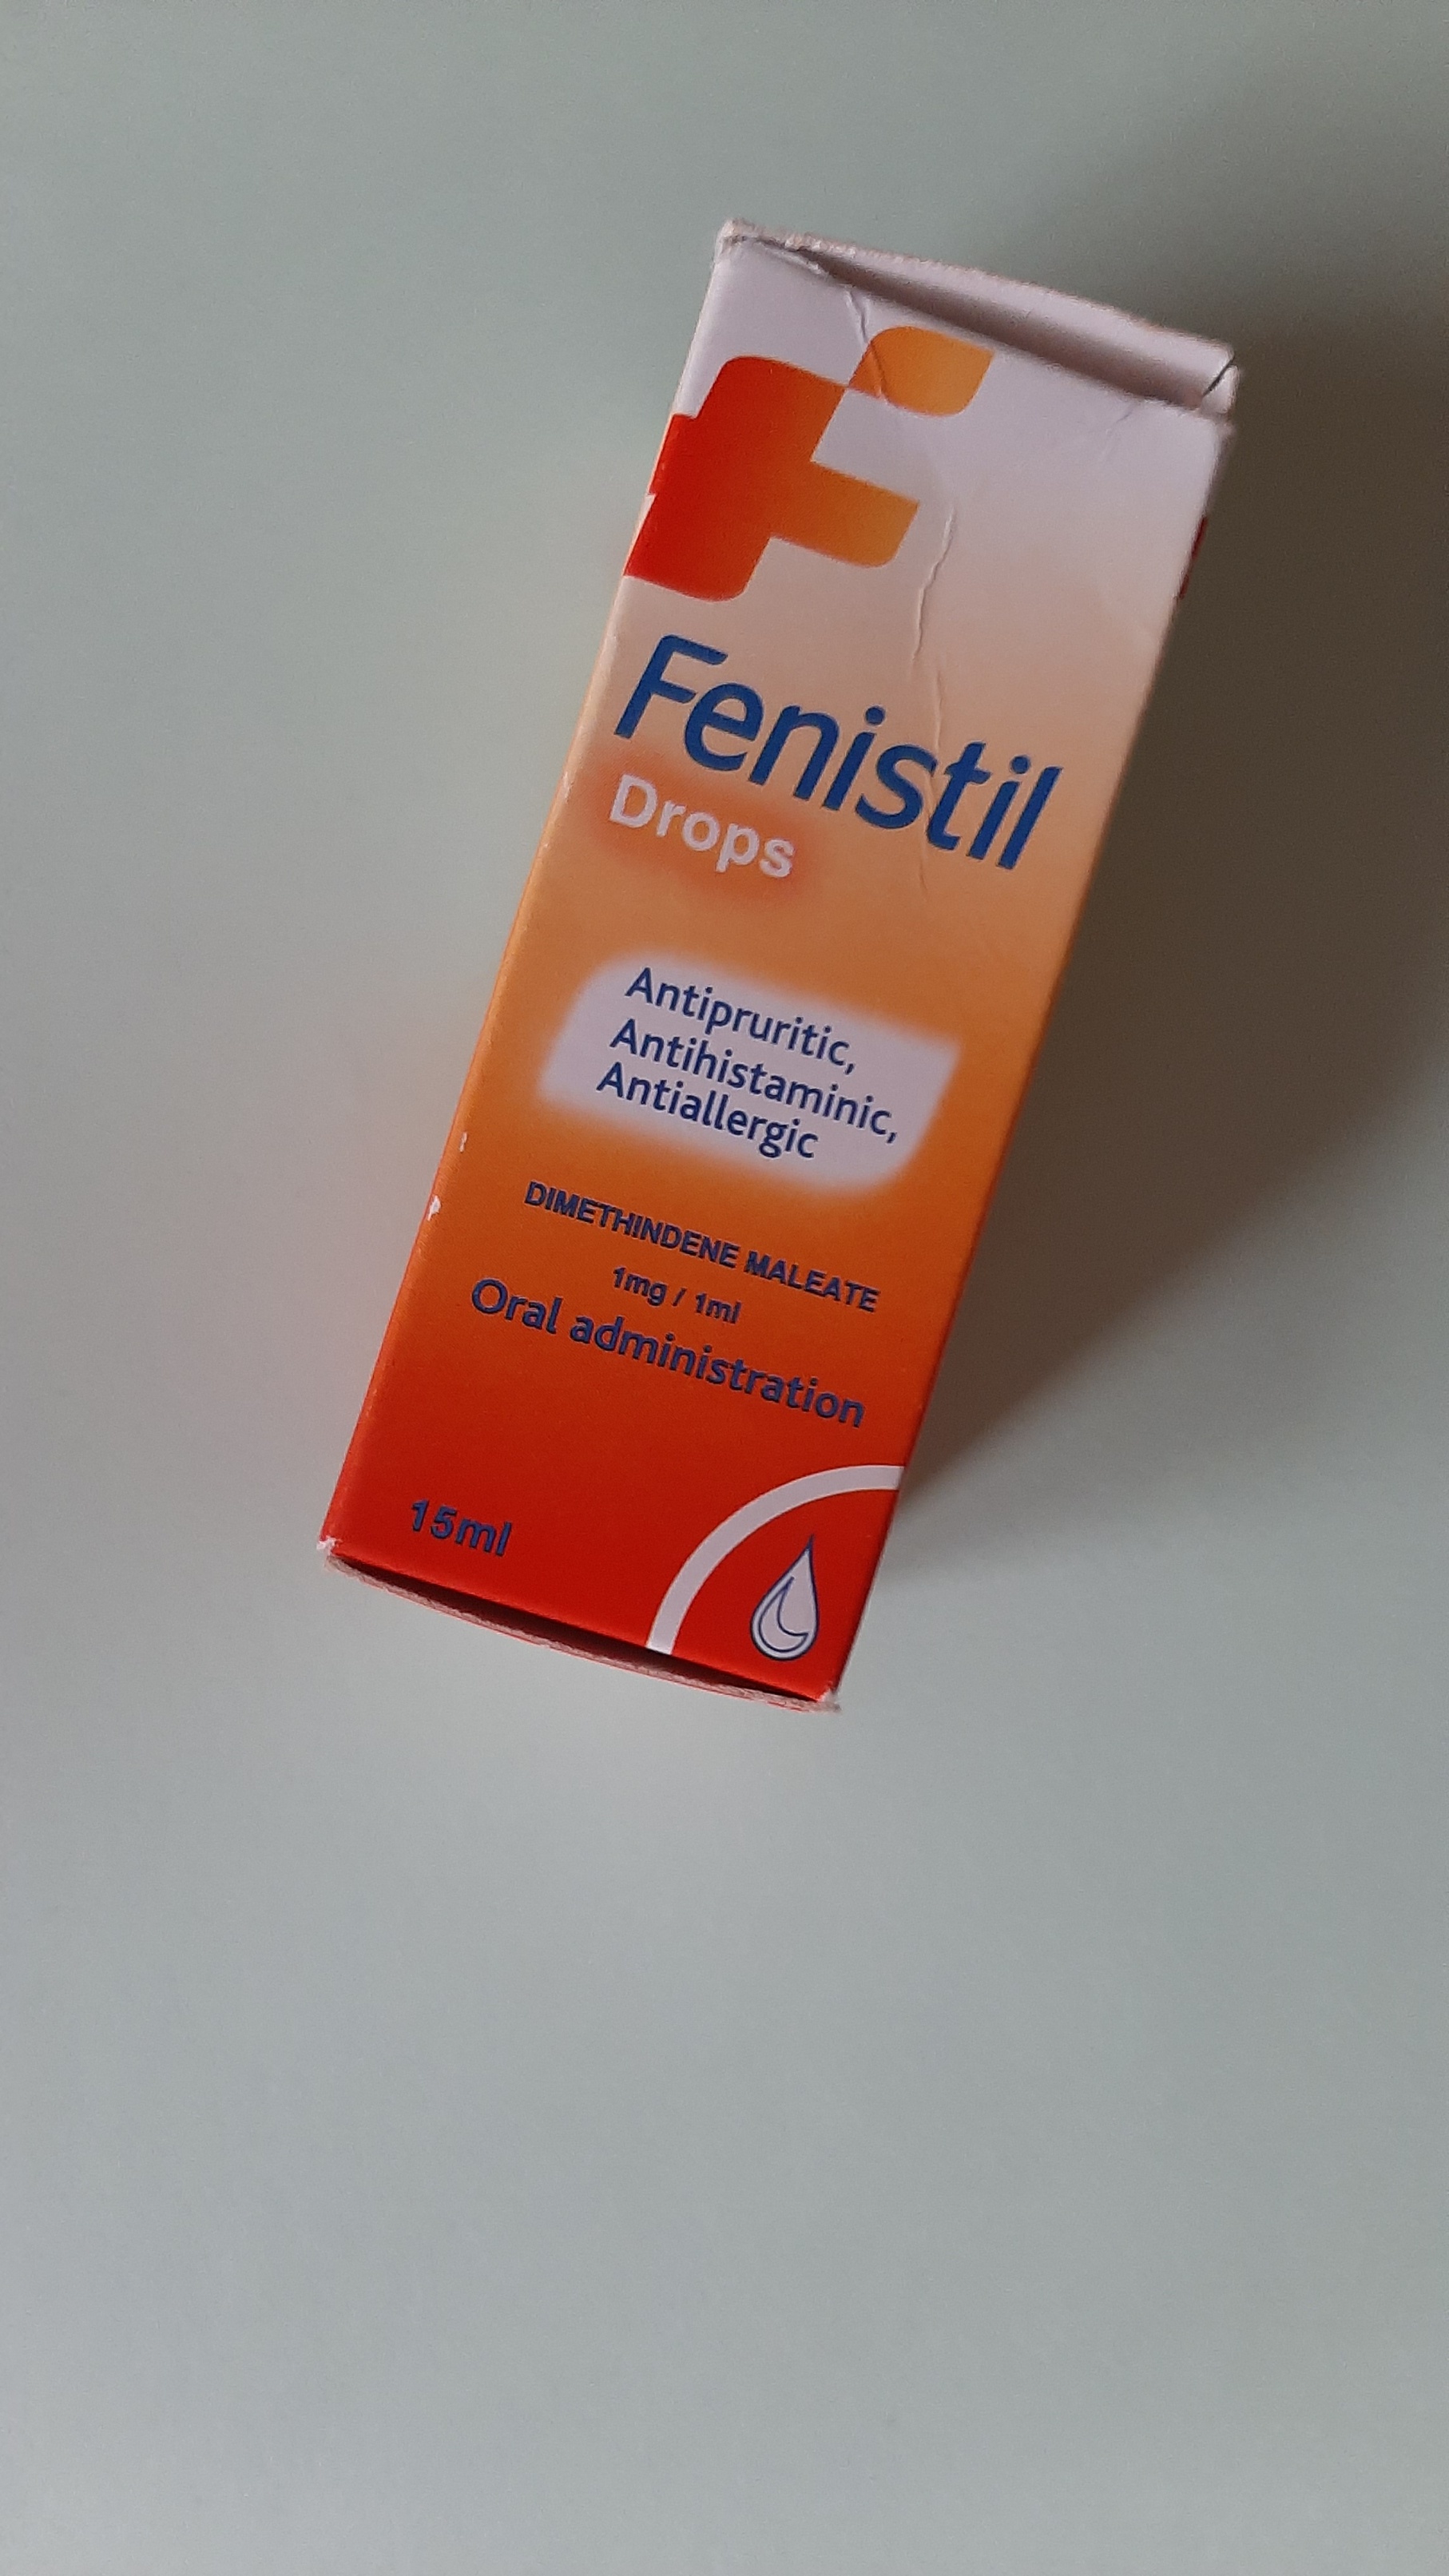 Fenistil
Drops
Antipruritic,
Antihistaminic,
Antiallergic
DIMETHINDENE MALEATE
1mg / 1ml
Oral administration
15ml